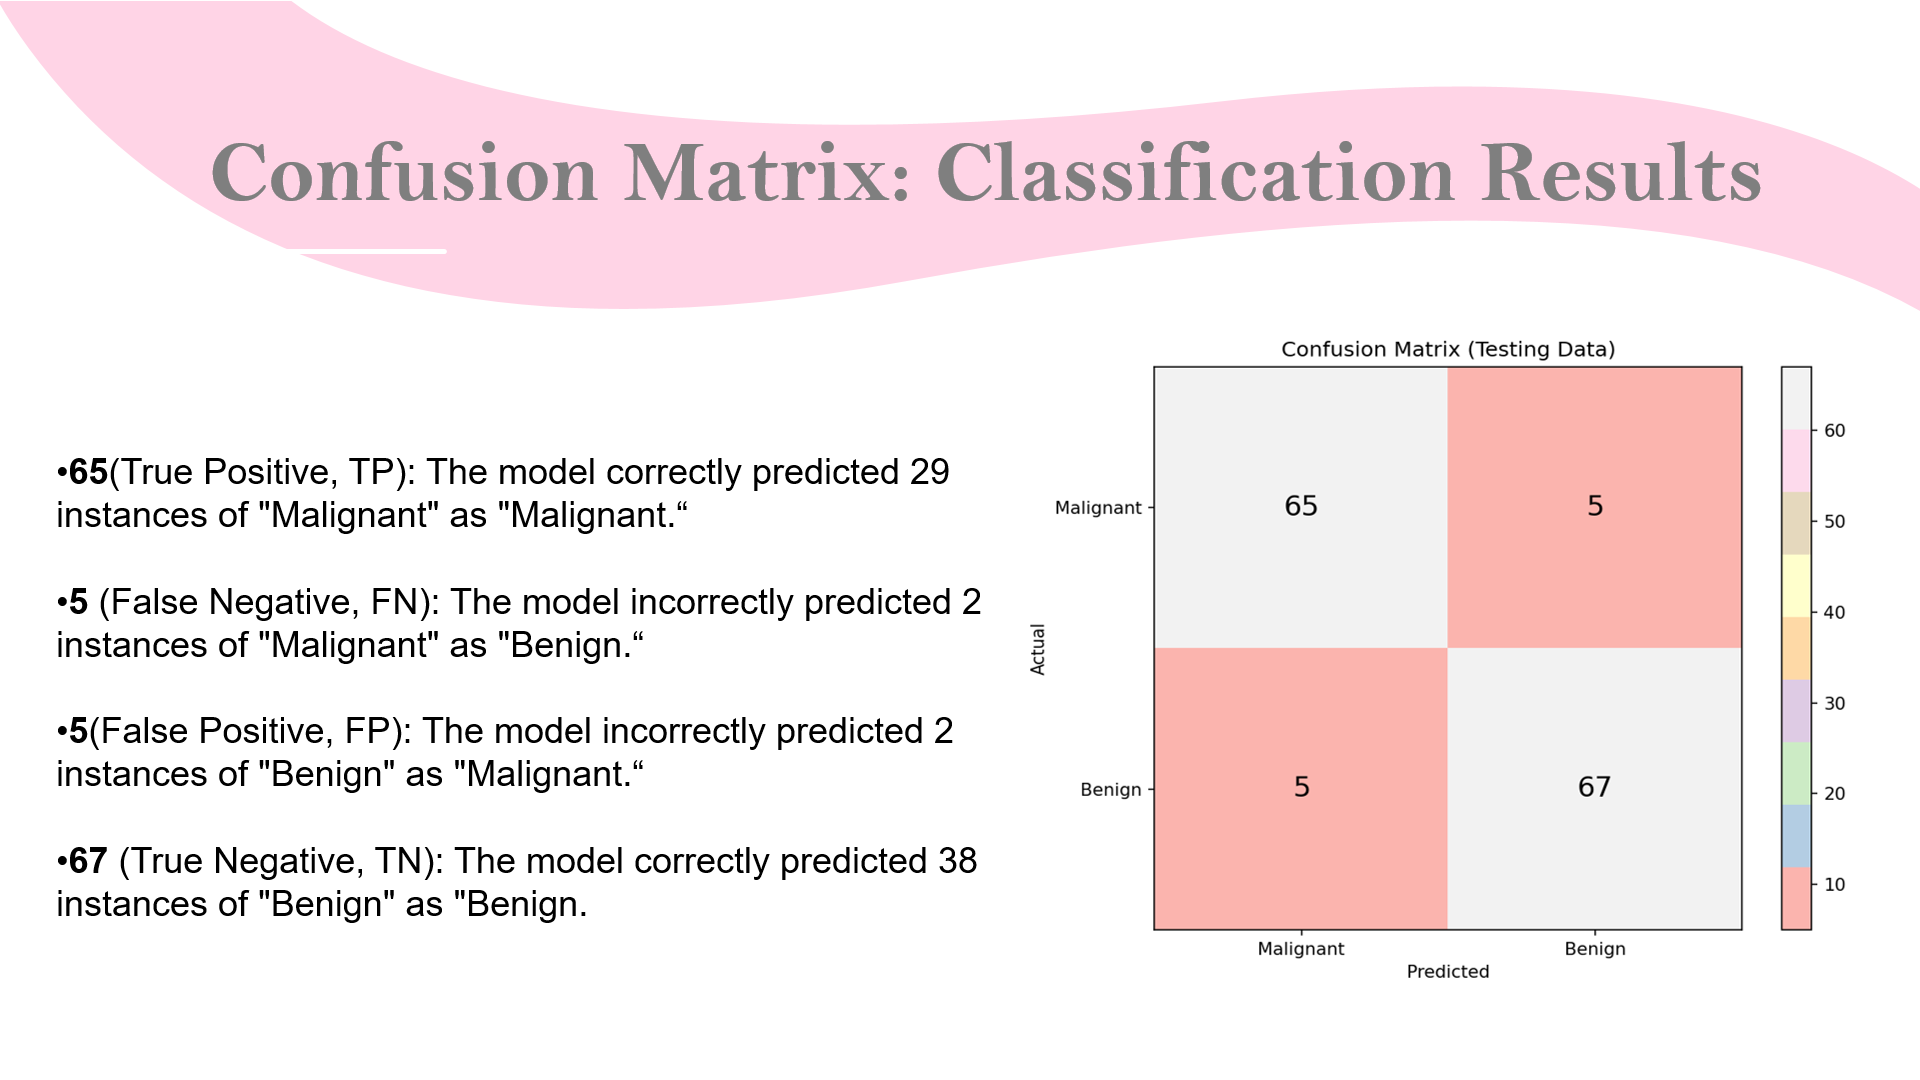 Confusion Matrix: Classification Results
•65(True Positive, TP): The model correctly predicted 29
instances of "Malignant" as "Malignant.“
•5 (False Negative, FN): The model incorrectly predicted 2
instances of "Malignant" as "Benign.“
•5(False Positive, FP): The model incorrectly predicted 2
instances of "Benign" as "Malignant.“
•67 (True Negative, TN): The model correctly predicted 38
instances of "Benign" as "Benign.
Confusion Matrix (Testing Data)
Actual
Malignant
65
5
Benign
5
67
Malignant
Benign
Predicted
60
50
40
30
20
10